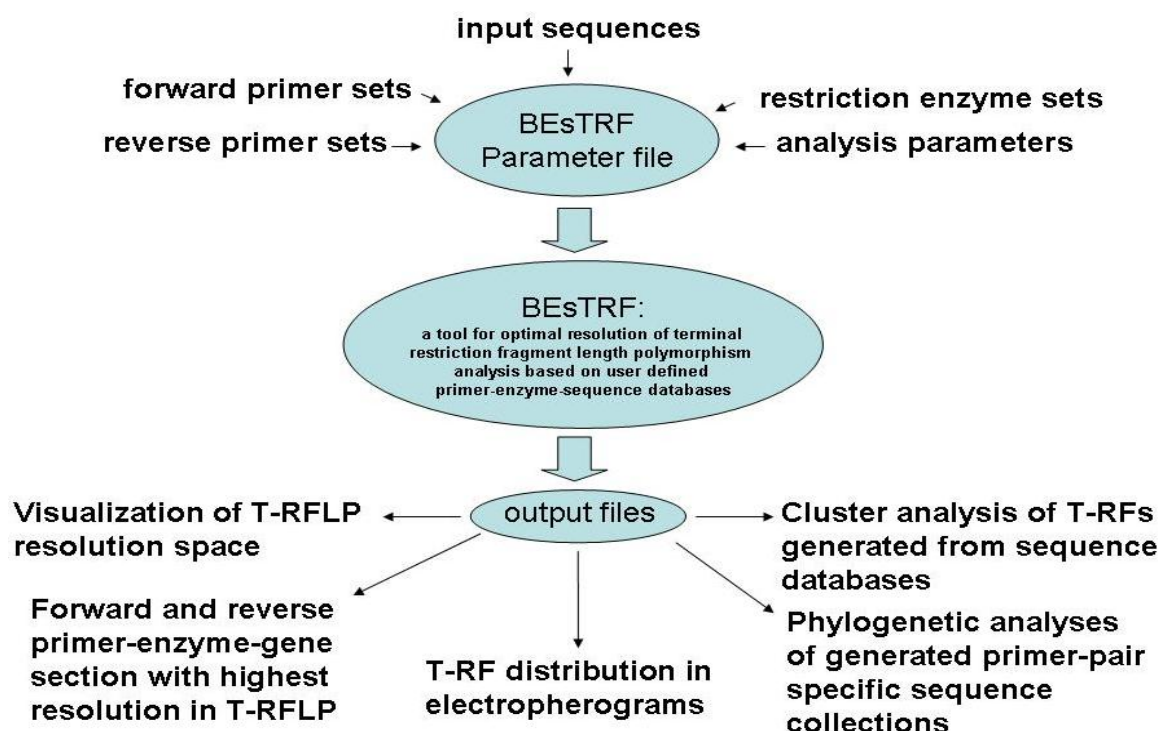 input sequences
forward primer sets
restriction enzyme sets
reverse primer sets
analysis parameters
BEsTRF
Parameter file
BEsTRF:
a tool for optimal resolution of terminal
restriction fragment length polymorphism
analysis based on user defined
primer-enzyme-sequence databases
output files
Visualization of T-RFLP
resolution space
Cluster analysis of T-RFs
generated from sequence
databases
Forward and reverse
primer-enzyme-gene
section with highest
resolution in T-RFLP
T-RF distribution in
electropherograms
Phylogenetic analyses
of generated primer-pair
specific sequence
collections